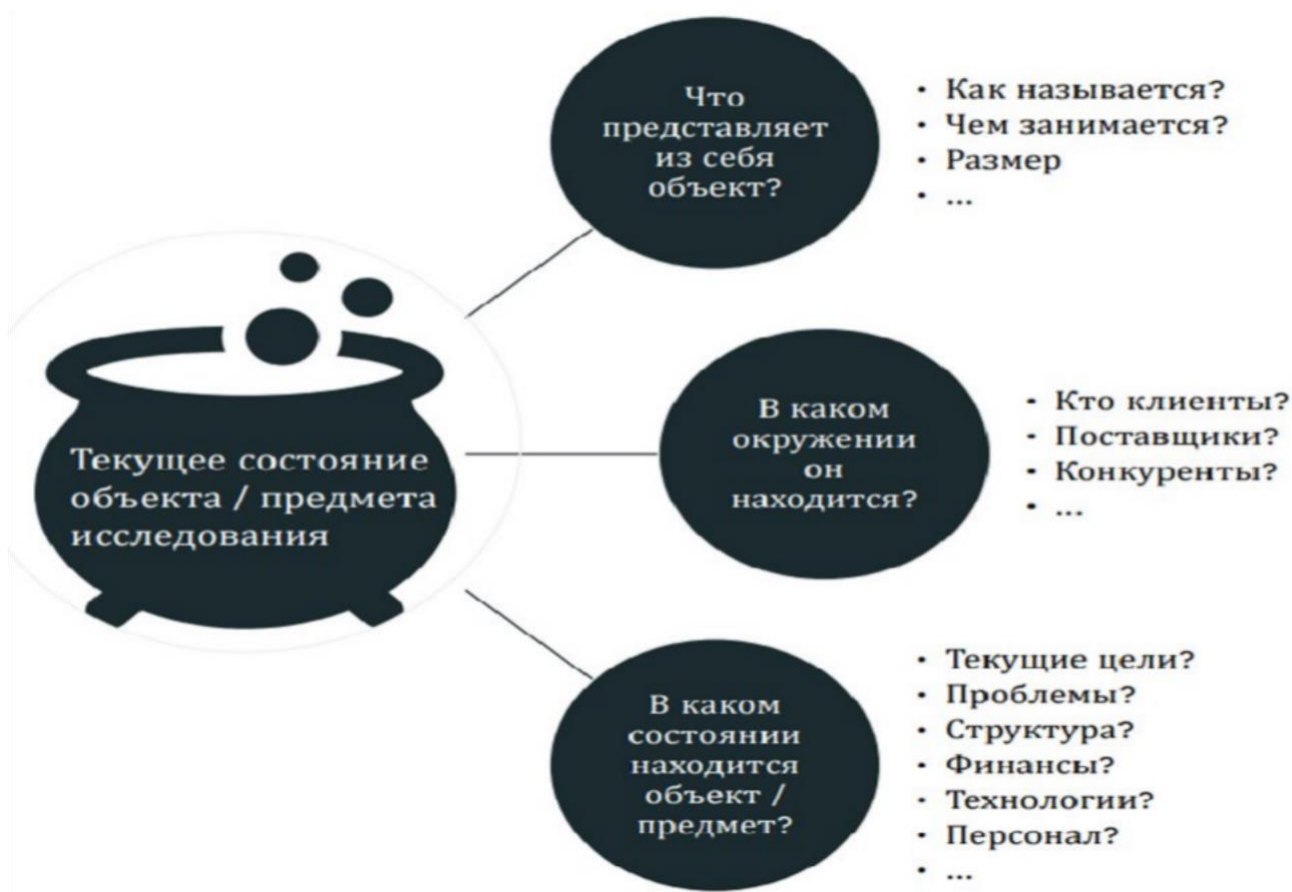 Что
представляет
из себя
объект?
• Как называется?
• Чем занимается?
• Размер
• ...
Текущее состояние
объекта / предмета
исследования
В каком
окружении
он
находится?
• Кто клиенты?
• Поставщики?
• Конкуренты?
• ...
В каком
состоянии
находится
объект /
предмет?
• Текущие цели?
• Проблемы?
• Структура?
• Финансы?
• Технологии?
• Персонал?
• ...